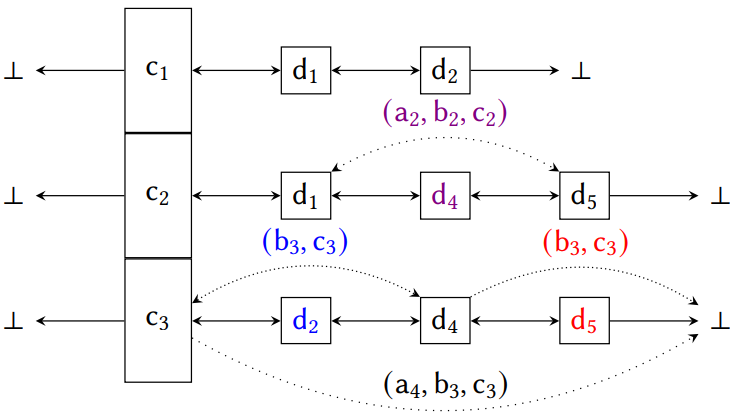 ⊥ c₁ d₁ d₂ ⊥
(a₂, b₂, c₂)
⊥ c₂ d₁ d₄ d₅ ⊥
(b₃, c₃) (b₃, c₃)
⊥ c₃ d₂ d₄ d₅ ⊥
(a₄, b₃, c₃)